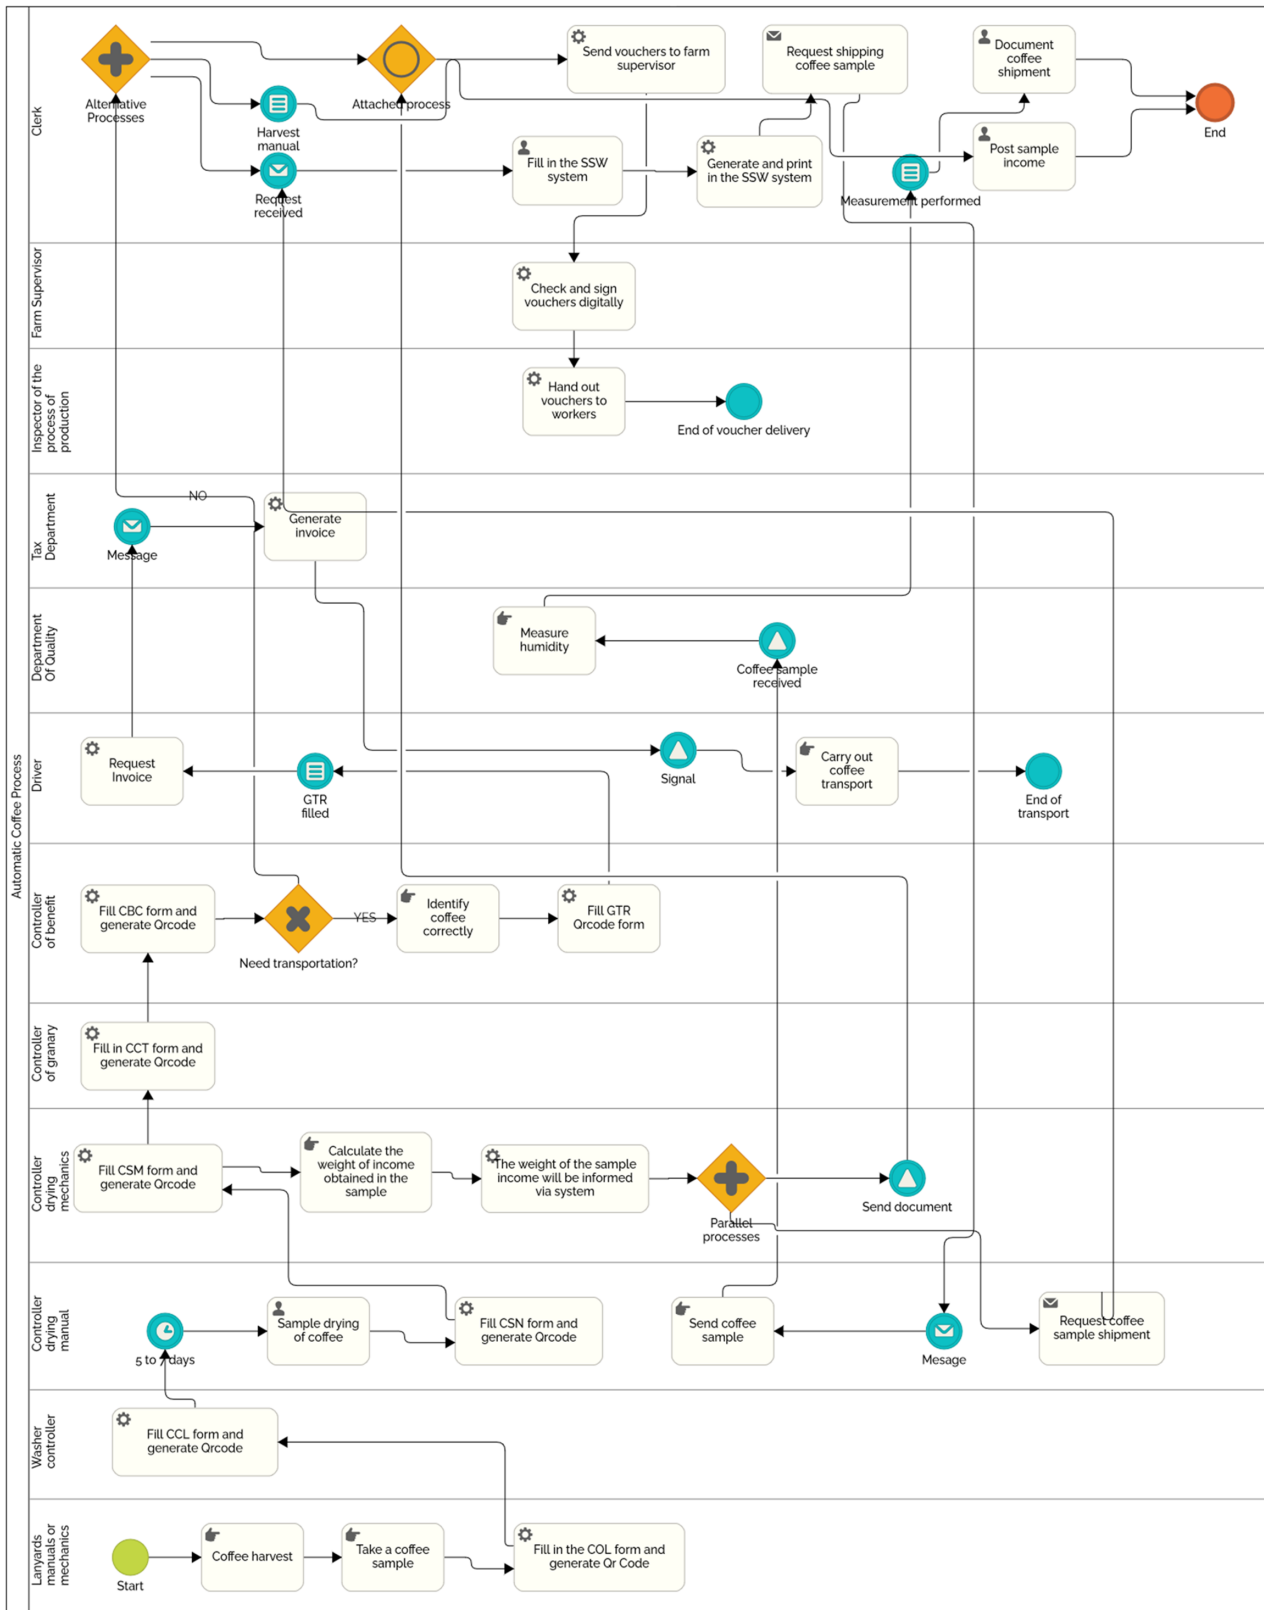 Automatic Coffee Process
Clerk
Alternative
Processes
Harvest
manual
Request
received
Attached process
Send vouchers to farm
supervisor
Request shipping
coffee sample
Document
coffee
shipment
End
Fill in the SSW
system
Generate and print
in the SSW system
Measurement performed
Post sample
income
Farm Supervisor
Check and sign
vouchers digitally
Inspector of the
process of
production
Hand out
vouchers to
workers
End of voucher delivery
Tax
Department
NO
Message
Generate
invoice
Department
Of Quality
Measure
humidity
Coffee sample
received
Driver
Request
Invoice
GTR
filled
Signal
Carry out
coffee
transport
End of
transport
Controller
of benefit
Fill CBC form and
generate Qrcode
Need transportation?
YES
Identify
coffee
correctly
Fill GTR
Qrcode form
Controller
of granary
Fill in CCT form and
generate Qrcode
Controller
drying
mechanics
Fill CSM form and
generate Qrcode
Calculate the
weight of income
obtained in the
sample
The weight of the sample
income will be informed
via system
Parallel
processes
Send document
Controller
drying
manual
5 to 7 days
Sample drying
of coffee
Fill CSN form and
generate Qrcode
Send coffee
sample
Mesage
Request coffee
sample shipment
Washer
controller
Fill CCL form and
generate Qrcode
Lanyards
manuals or
mechanics
Start
Coffee harvest
Take a coffee
sample
Fill in the COL form and
generate Qr Code